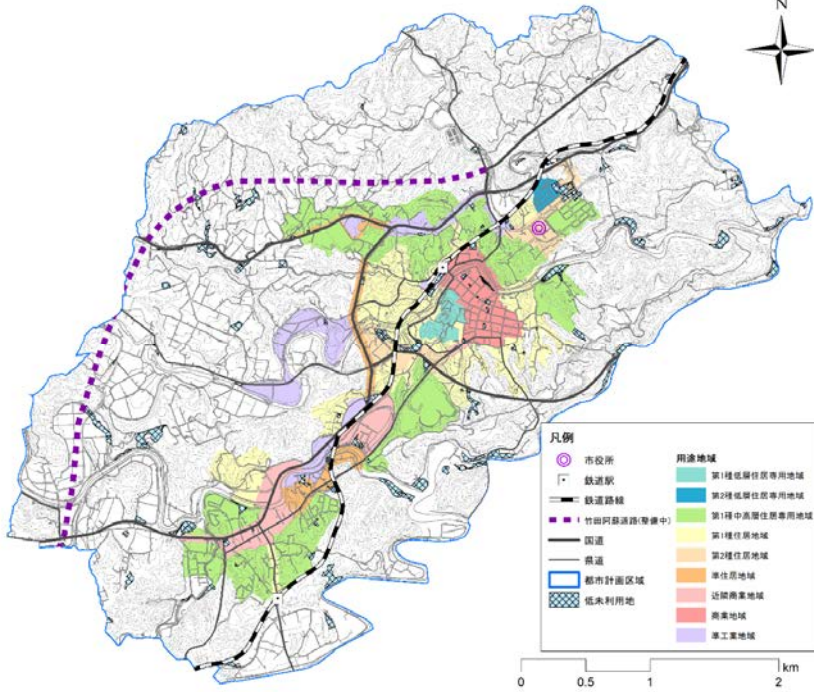 N
凡例
市役所
鉄道駅
鉄道路線
竹田阿蘇道路(整備中)
国道
県道
都市計画区域
低未利用地
用途地域
第1種低層住居専用地域
第2種低層住居専用地域
第1種中高層住居専用地域
第1種住居地域
第2種住居地域
準住居地域
近隣商業地域
商業地域
準工業地域
km
0 0.5 1 2